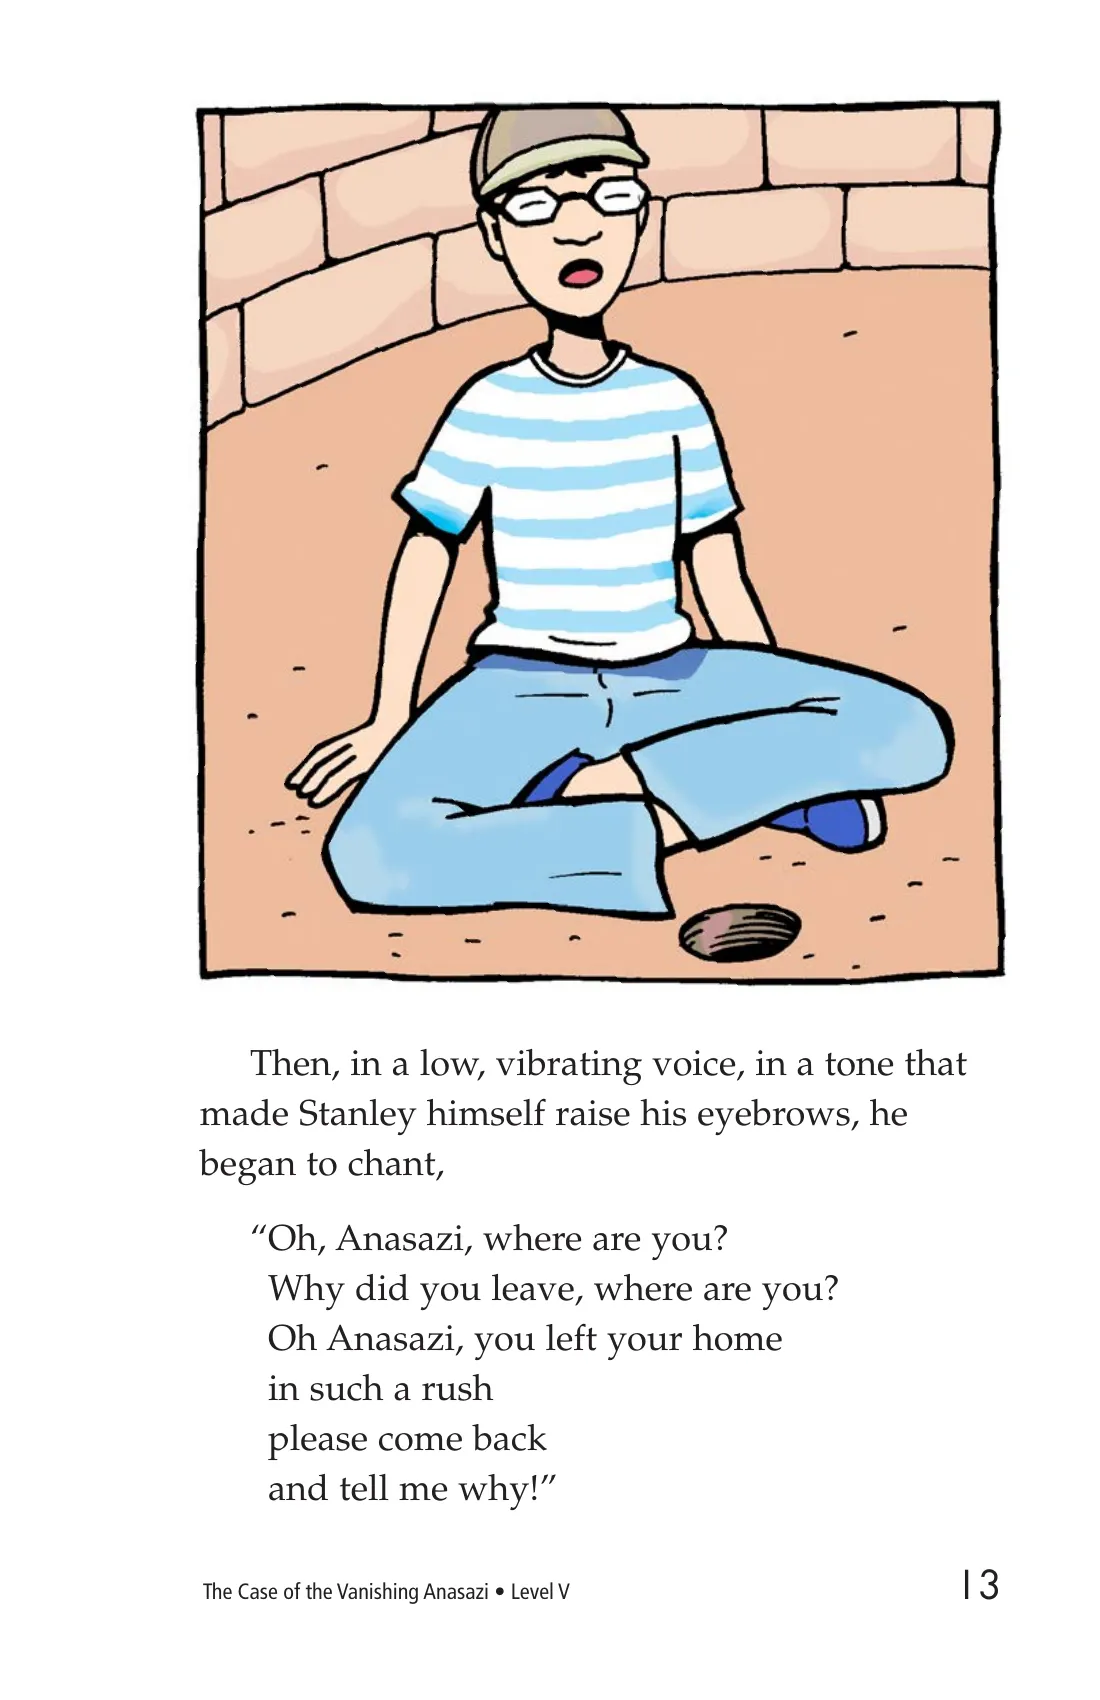 Then, in a low, vibrating voice, in a tone that
made Stanley himself raise his eyebrows, he
began to chant,
“Oh, Anasazi, where are you?
Why did you leave, where are you?
Oh Anasazi, you left your home
in such a rush
please come back
and tell me why!”
The Case of the Vanishing Anasazi • Level V
13